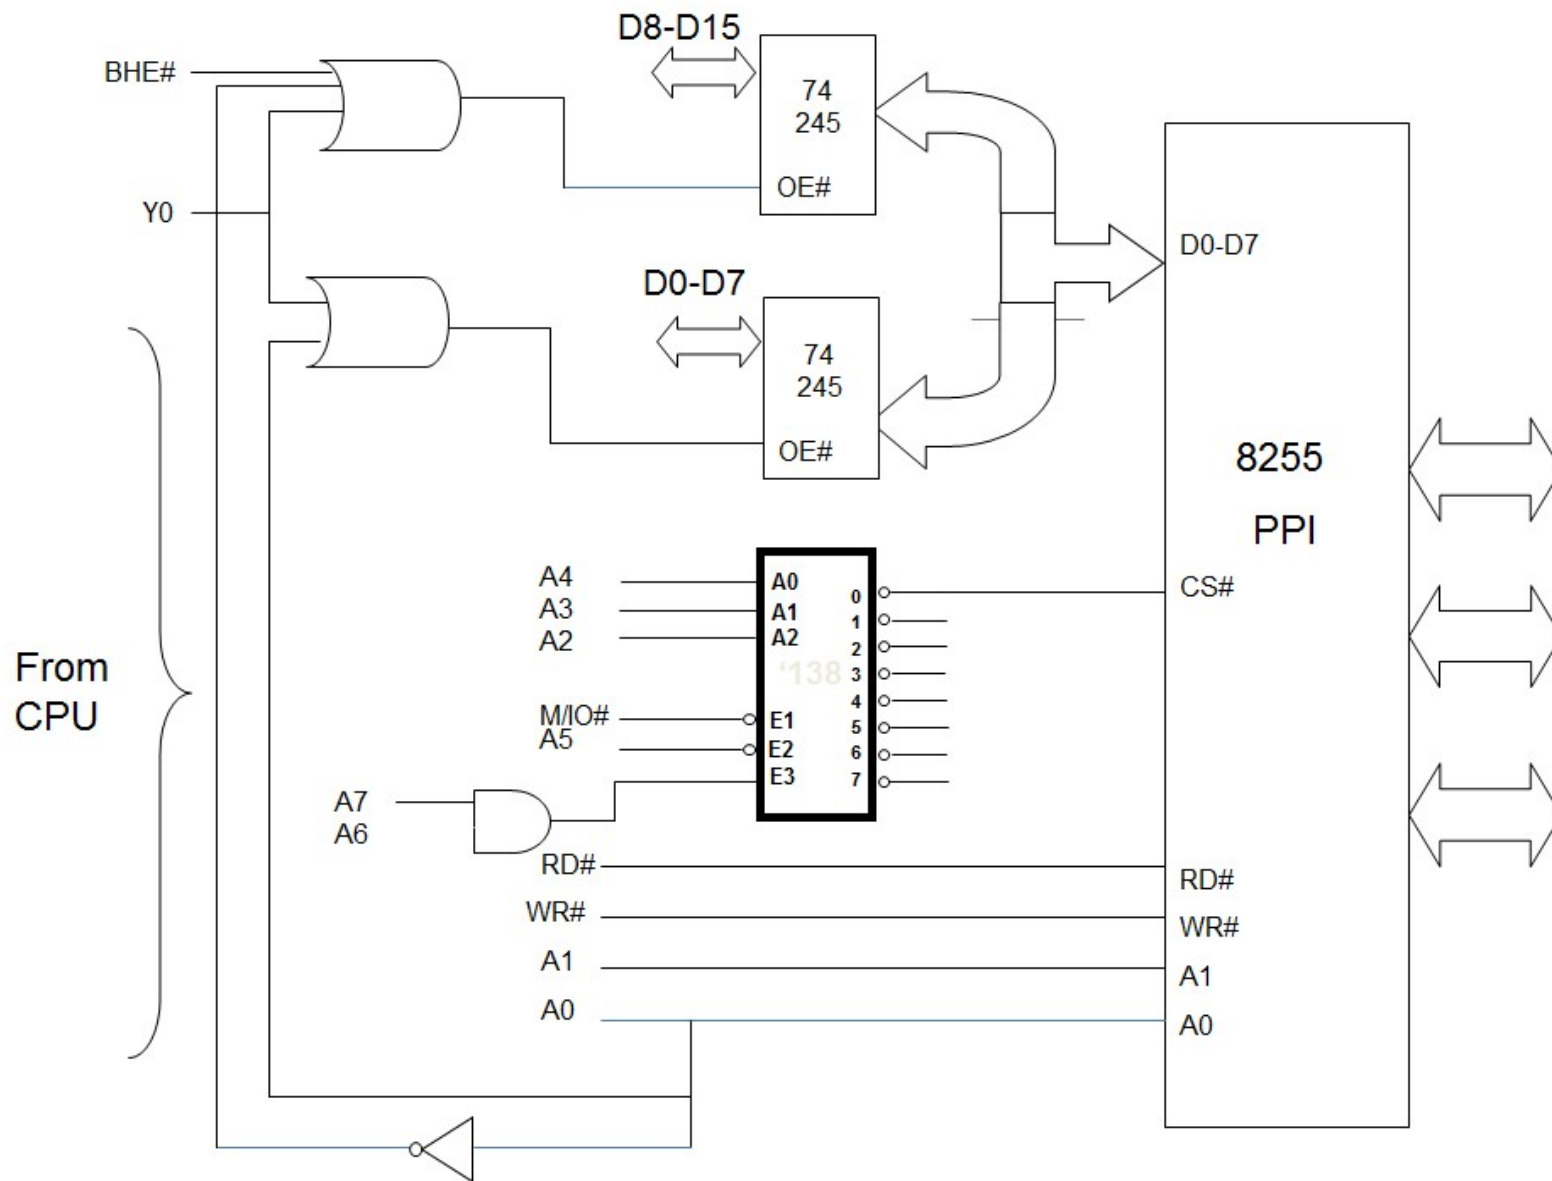 D8-D15
BHE#
74
245
OE#
Y0
D0-D7
D0-D7
74
245
OE#
8255
PPI
A4
A3
A2
M/IO#
A5
A0
A1
A2
'138
E1
E2
E3
0
1
2
3
4
5
6
7
CS#
From
CPU
A7
A6
RD#
WR#
A1
A0
RD#
WR#
A1
A0